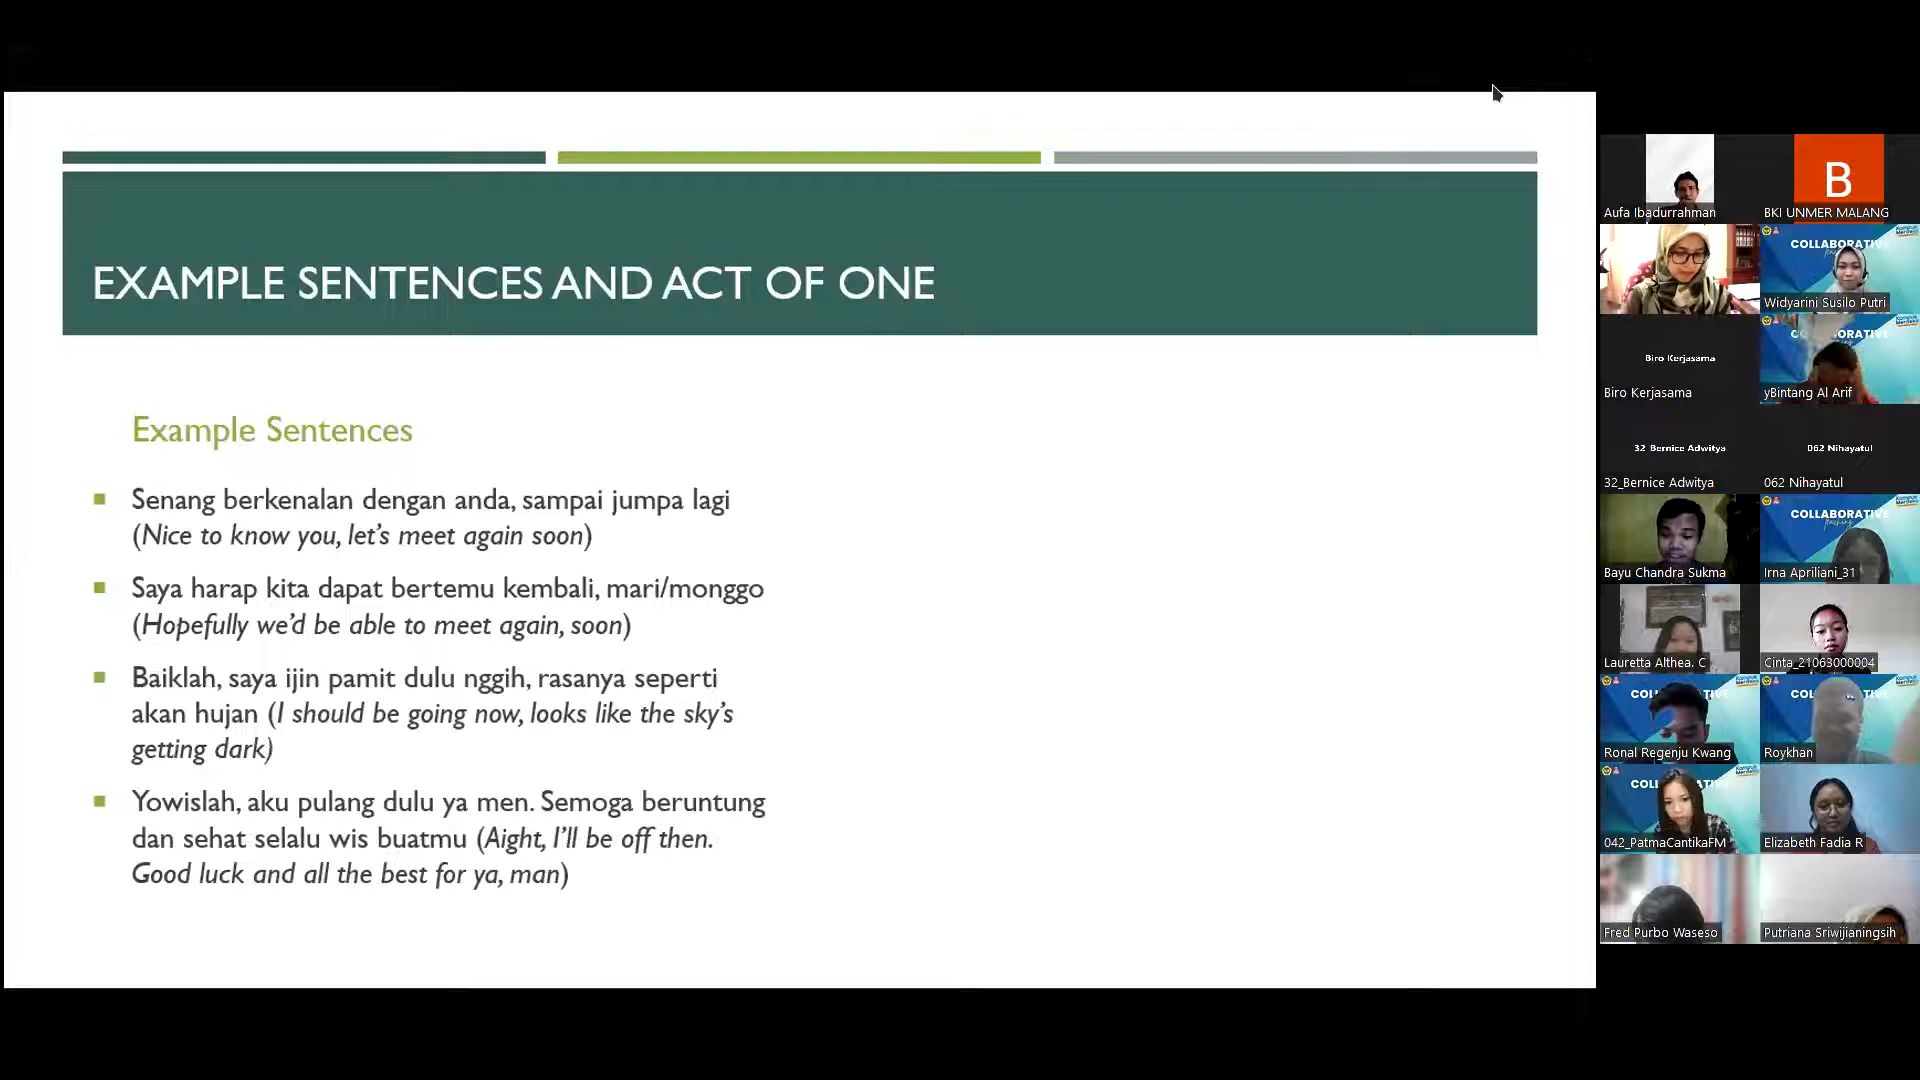 EXAMPLE SENTENCES AND ACT OF ONE
Example Sentences
Senang berkenalan dengan anda, sampai jumpa lagi
(Nice to know you, let's meet again soon)
Saya harap kita dapat bertemu kembali, mari/monggo
(Hopefully we'd be able to meet again, soon)
Baiklah, saya ijin pamit dulu nggih, rasanya seperti
akan hujan (I should be going now, looks like the sky's
getting dark)
Yowislah, aku pulang dulu ya men. Semoga beruntung
dan sehat selalu wis buatmu (Aight, I'll be off then.
Good luck and all the best for ya, man)
Aufa Ibadurrahman
B
BKI UNMER MALANG
COLLABORATIV
Widyarini Susilo Putri
Biro Kerjasama
Biro Kerjasama
yBintang Al Arif
32_Bernice Adwitya
32_Bernice Adwitya
062 Nihayatul
062 Nihayatul
Bayu Chandra Sukma
COLLABORATIVE
Teaching
Irna Apriliani_31
Lauretta Althea. C
Cinta_21063000004
Ronal Regenju Kwang
Roykhan
042_PatmaCantikaFM
Elizabeth Fadia R
Fred Purbo Waseso
Putriana Sriwijianingsih